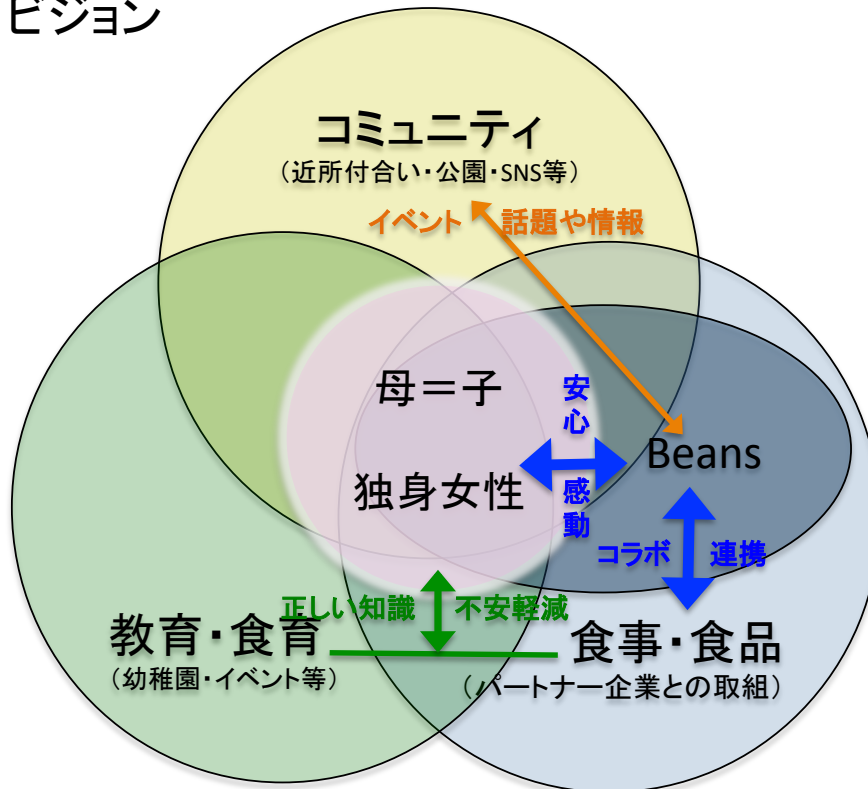 ビジョン
コミュニティ
（近所付合い・公園・SNS等）
イベント 話題や情報
母＝子
安心
Beans
独身女性
感動
コラボ 連携
正しい知識 不安軽減
教育・食育
（幼稚園・イベント等）
食事・食品
（パートナー企業との取組）